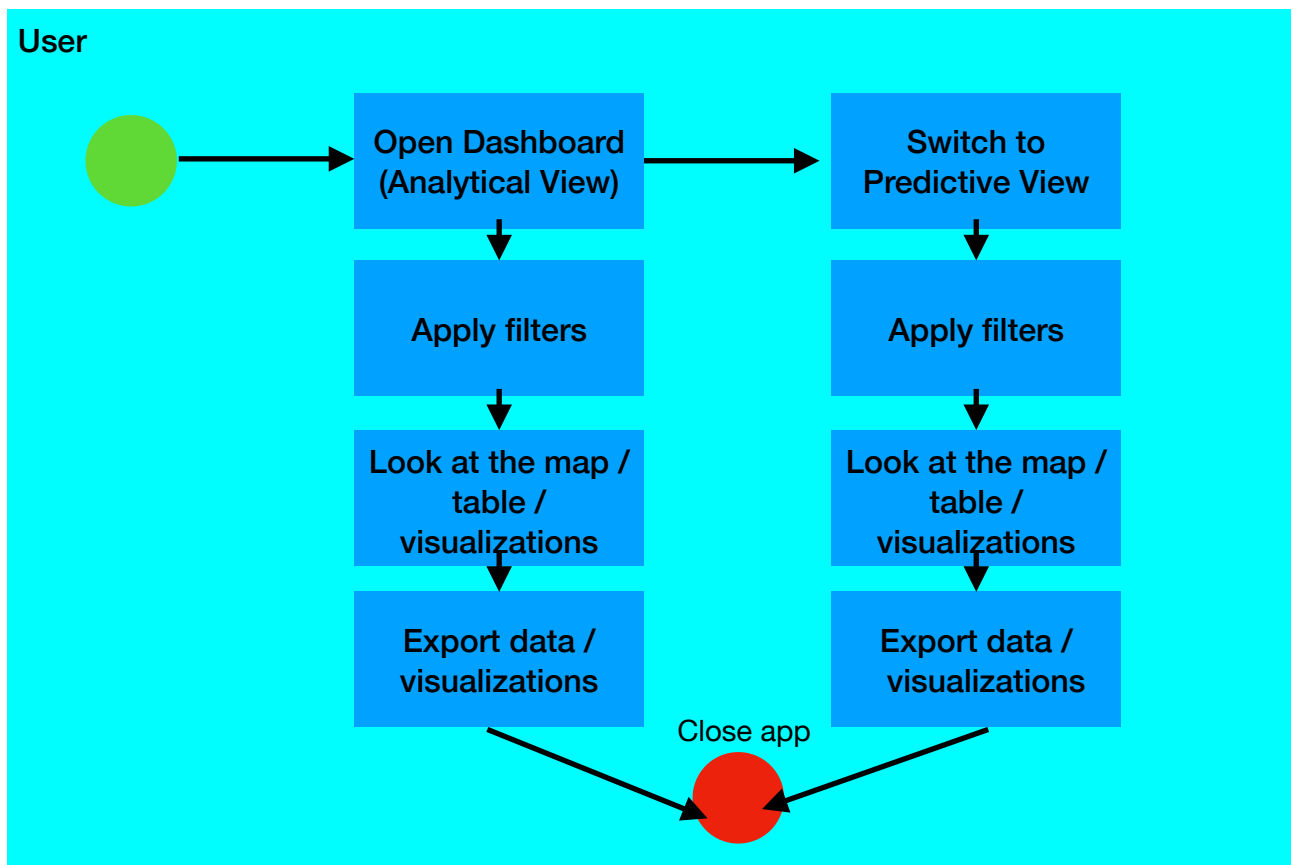 User
Open Dashboard
(Analytical View)
Switch to
Predictive View
Apply filters
Apply filters
Look at the map /
table /
visualizations
Look at the map /
table /
visualizations
Export data /
visualizations
Export data /
visualizations
Close app